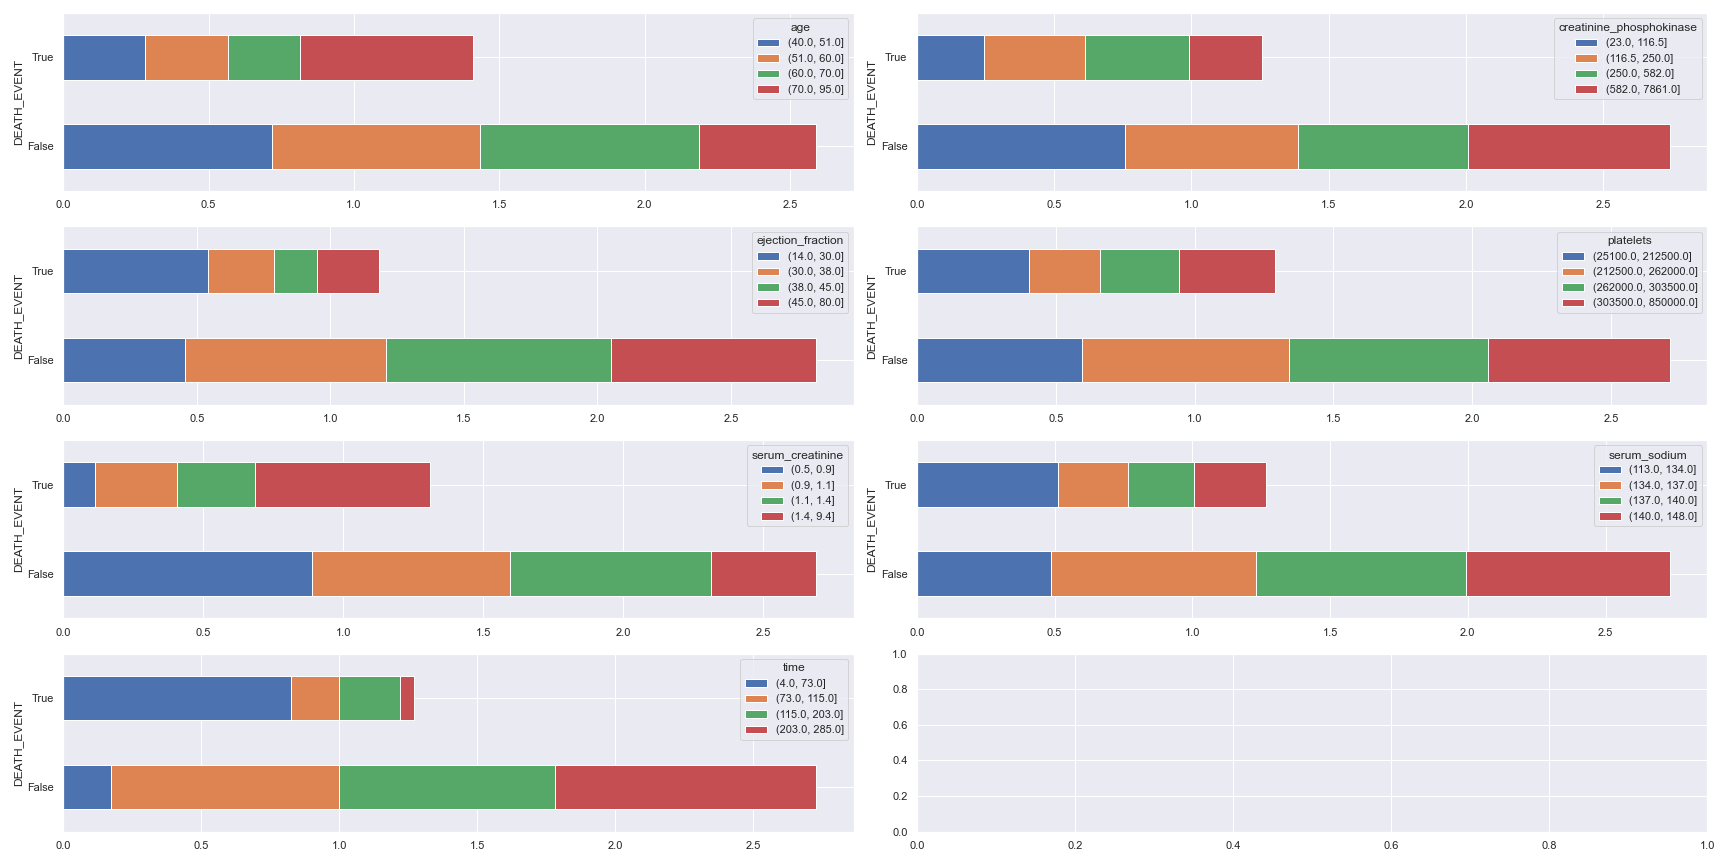 age
(40.0, 51.0]
(51.0, 60.0]
(60.0, 70.0]
(70.0, 95.0]
True
False
DEATH_EVENT
0.0 0.5 1.0 1.5 2.0 2.5
creatinine_phosphokinase
(23.0, 116.5]
(116.5, 250.0]
(250.0, 582.0]
(582.0, 7861.0]
True
False
DEATH_EVENT
0.0 0.5 1.0 1.5 2.0 2.5
ejection_fraction
(14.0, 30.0]
(30.0, 38.0]
(38.0, 45.0]
(45.0, 80.0]
True
False
DEATH_EVENT
0.0 0.5 1.0 1.5 2.0 2.5
platelets
(25100.0, 212500.0]
(212500.0, 262000.0]
(262000.0, 303500.0]
(303500.0, 850000.0]
True
False
DEATH_EVENT
0.0 0.5 1.0 1.5 2.0 2.5
serum_creatinine
(0.5, 0.9]
(0.9, 1.1]
(1.1, 1.4]
(1.4, 9.4]
True
False
DEATH_EVENT
0.0 0.5 1.0 1.5 2.0 2.5
serum_sodium
(113.0, 134.0]
(134.0, 137.0]
(137.0, 140.0]
(140.0, 148.0]
True
False
DEATH_EVENT
0.0 0.5 1.0 1.5 2.0 2.5
time
(4.0, 73.0]
(73.0, 115.0]
(115.0, 203.0]
(203.0, 285.0]
True
False
DEATH_EVENT
0.0 0.5 1.0 1.5 2.0 2.5
1.0
0.8
0.6
0.4
0.2
0.0
0.0 0.2 0.4 0.6 0.8 1.0